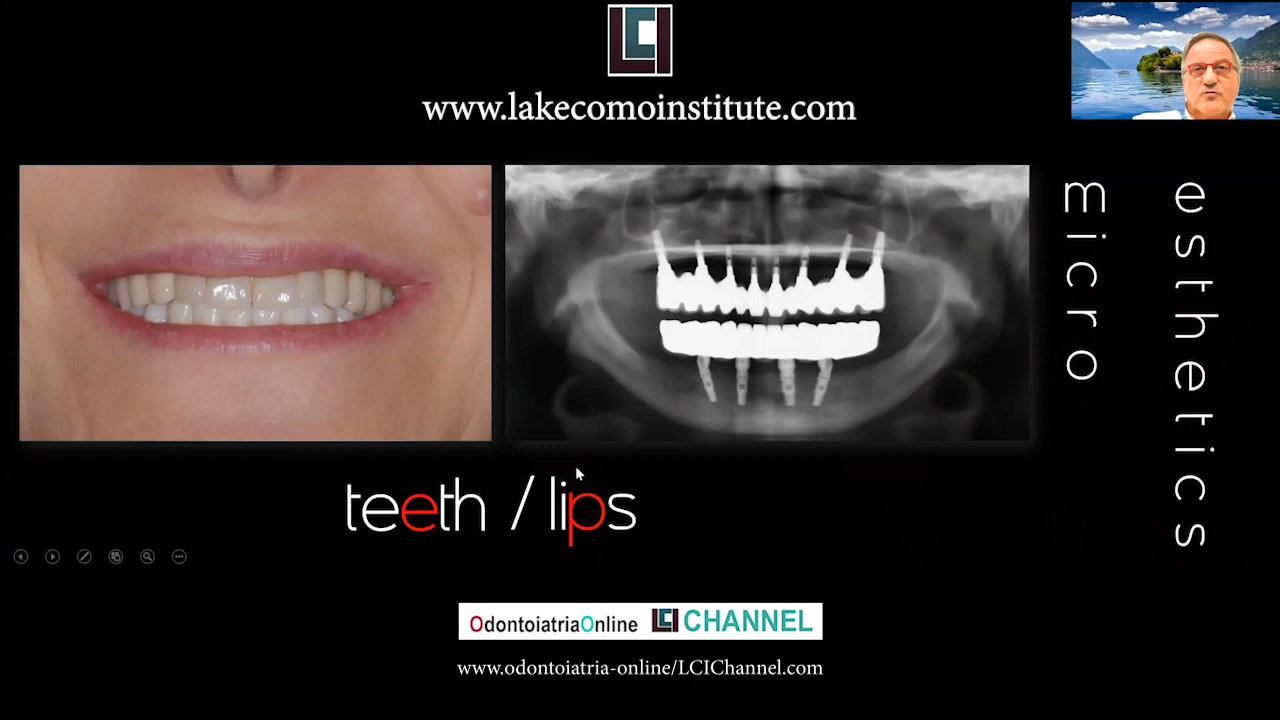 LCI
www.lakecomoinstitute.com
micro
esthetics
teeth / lips
OdontoiatriaOnline LCI CHANNEL
www.odontoiatria-online/LCIChannel.com